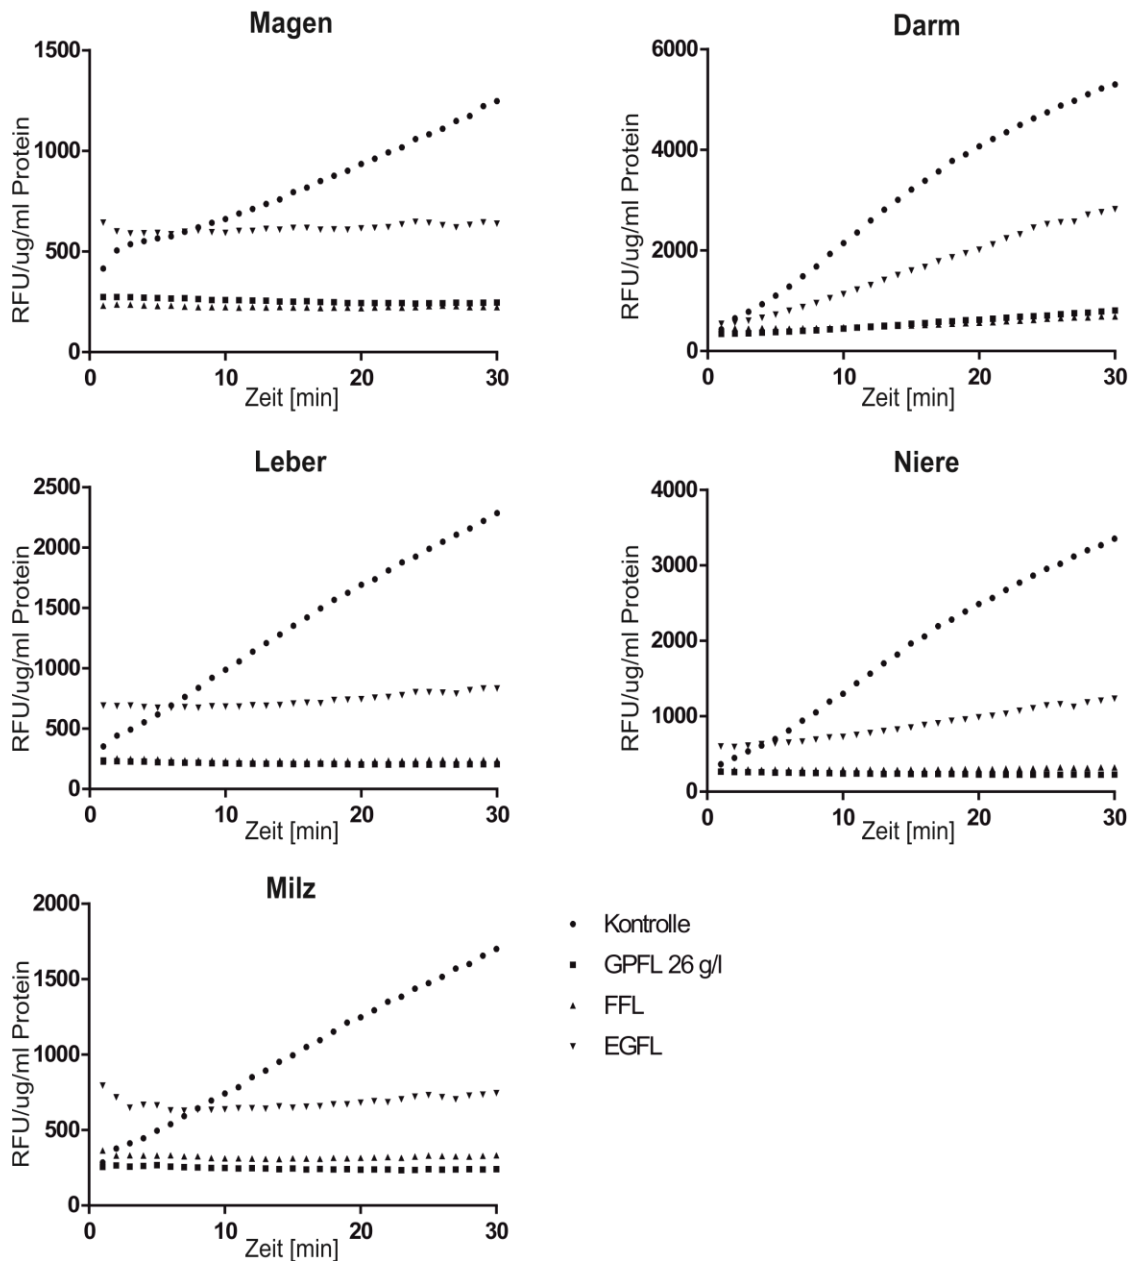 Magen
1500
1000
500
0
0 10 20 30
RFU/ug/ml Protein
Zeit [min]
Darm
6000
4000
2000
0
0 10 20 30
RFU/ug/ml Protein
Zeit [min]
Leber
2500
2000
1500
1000
500
0
0 10 20 30
RFU/ug/ml Protein
Zeit [min]
Niere
4000
3000
2000
1000
0
0 10 20 30
RFU/ug/ml Protein
Zeit [min]
Milz
2000
1500
1000
500
0
0 10 20 30
RFU/ug/ml Protein
Zeit [min]
Kontrolle
GPFL 26 g/l
FFL
EGFL